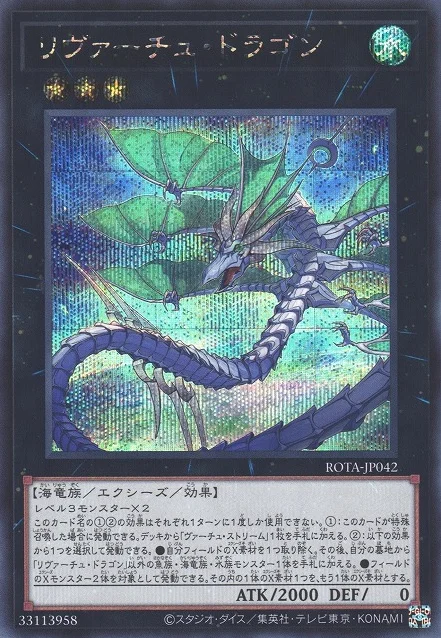 リヴァーチュ・ドラゴン
風
ROTA-JP042
【海竜族/エクシーズ/効果】
レベル3モンスター×2
このカード名の①②の効果はそれぞれ1ターンに1度しか使用できない。①:このカードが特殊
召喚した場合に発動できる。デッキから「ヴァーチュ・ストリーム」1枚を手札に加える。②:以下の効果
から1つを選択して発動できる。●自分フィールドのX素材を1つ取り除く。その後、自分の墓地から
「リヴァーチュ・ドラゴン」以外の魚族・海竜族・水族モンスター1体を手札に加える。●フィールド
のXモンスター2体を対象として発動できる。その内の1体のX素材1つを、もう1体のX素材とする。
ATK/2000 DEF/ 0
33113958
©スタジオ・ダイス/集英社・テレビ東京・KONAMI